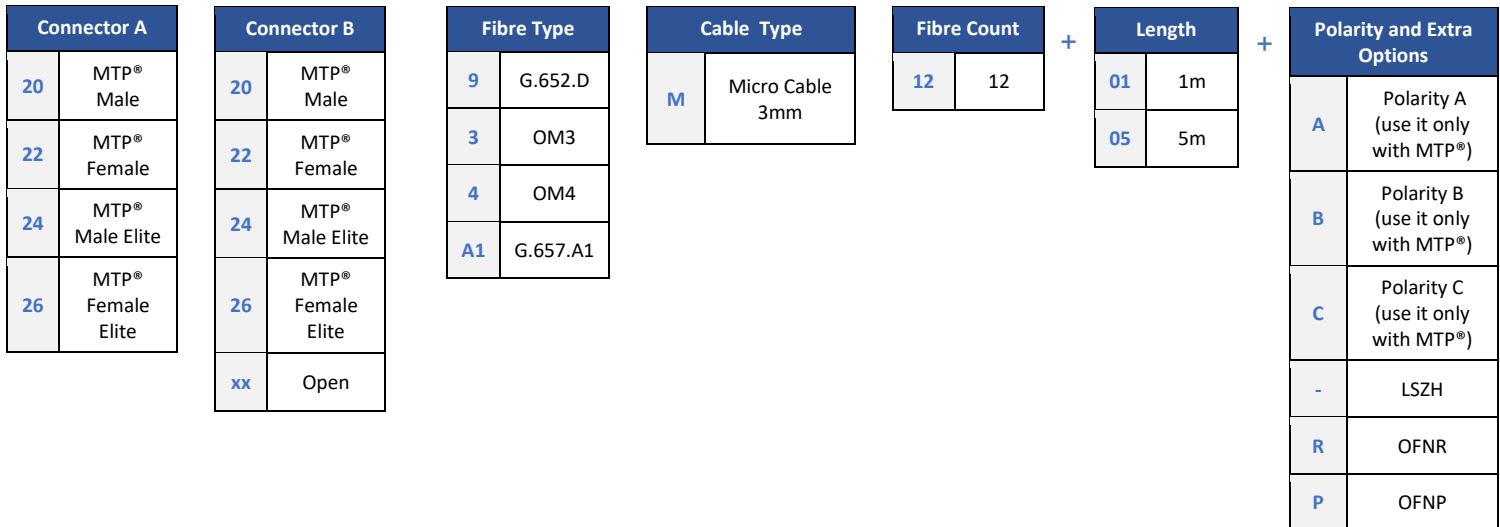 Connector A
20
MTP®
Male
22
MTP®
Female
24
MTP®
Male Elite
26
MTP®
Female
Elite
Connector B
20
MTP®
Male
22
MTP®
Female
24
MTP®
Male Elite
26
MTP®
Female
Elite
xx
Open
Fibre Type
9
G.652.D
3
OM3
4
OM4
A1
G.657.A1
Cable Type
M
Micro Cable
3mm
Fibre Count
12
12
+
Length
01
1m
05
5m
+
Polarity and Extra
Options
A
Polarity A
(use it only
with MTP®)
B
Polarity B
(use it only
with MTP®)
C
Polarity C
(use it only
with MTP®)
-
LSZH
R
OFNR
P
OFNP